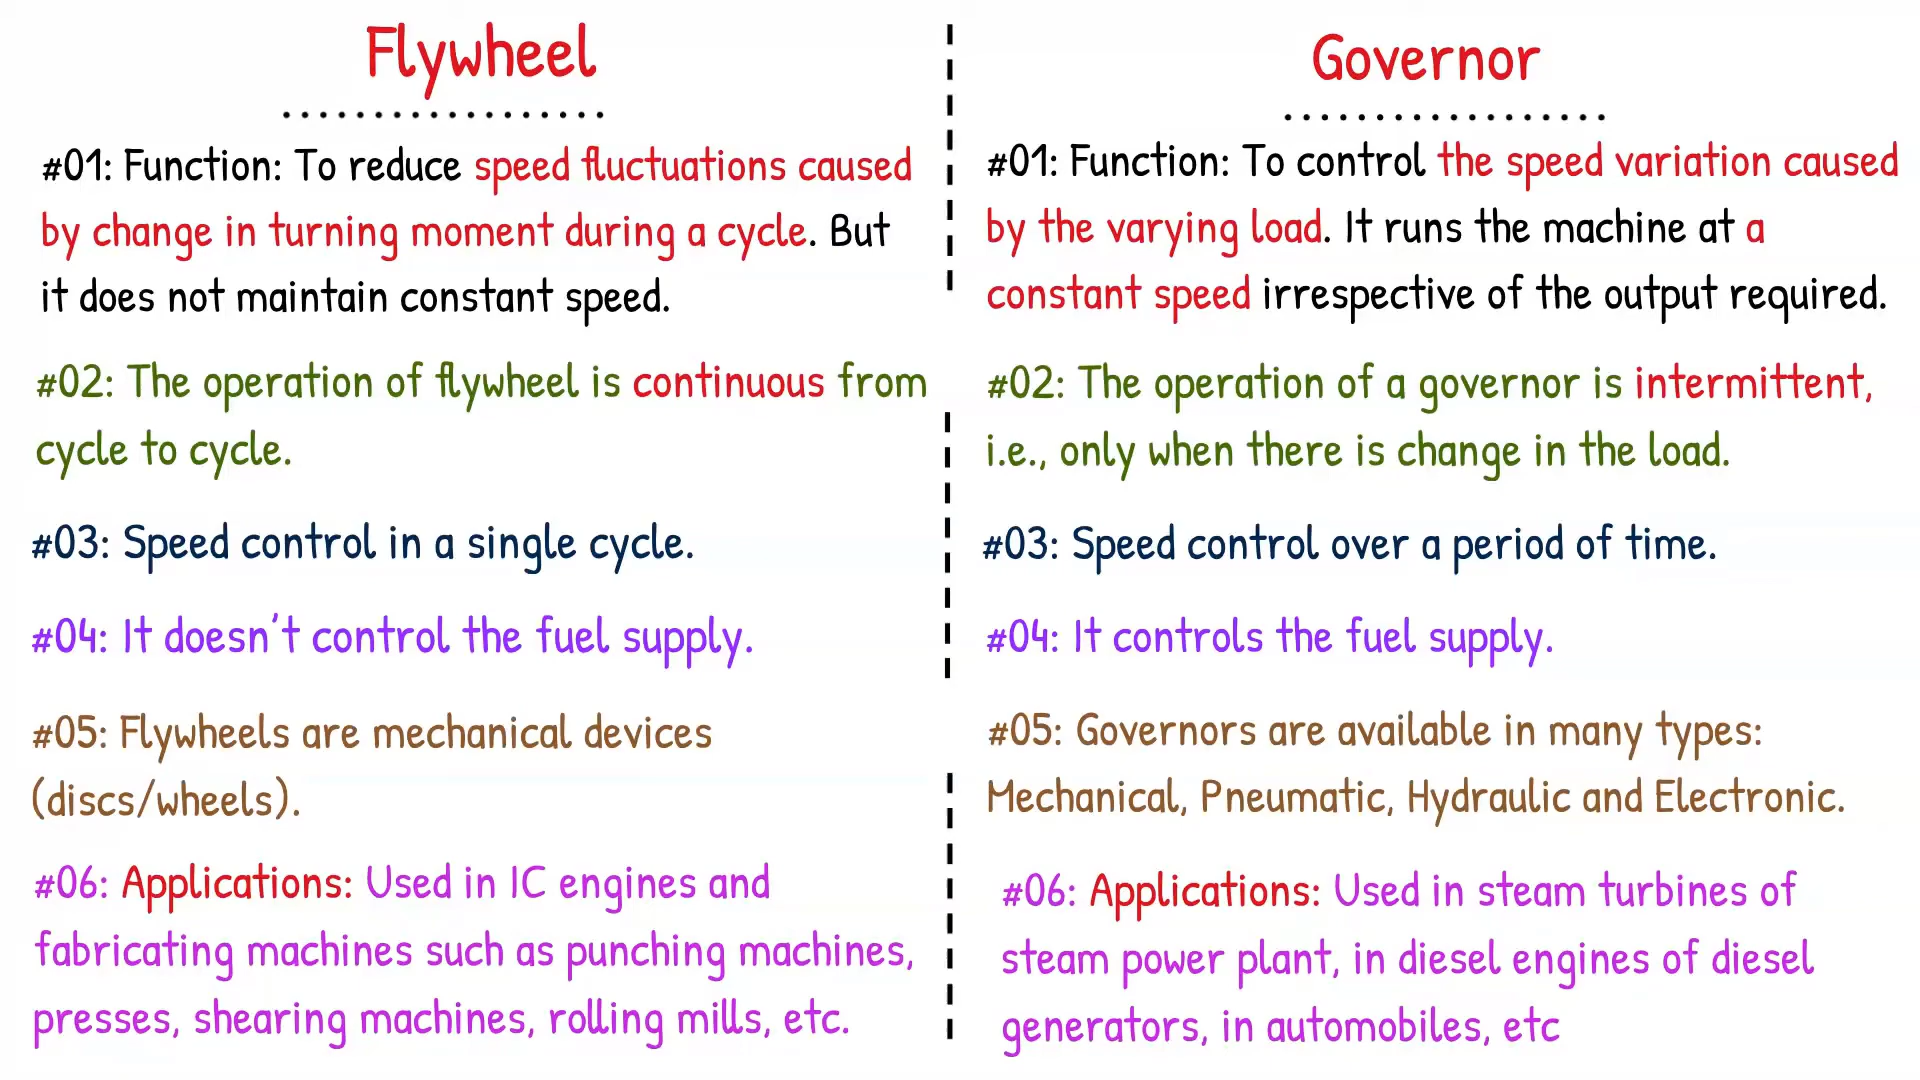 Flywheel
#01: Function: To reduce speed fluctuations caused
by change in turning moment during a cycle. But
it does not maintain constant speed.
#02: The operation of flywheel is continuous from
cycle to cycle.
#03: Speed control in a single cycle.
#04: It doesn't control the fuel supply.
#05: Flywheels are mechanical devices
(discs/wheels).
#06: Applications: Used in IC engines and
fabricating machines such as punching machines,
presses, shearing machines, rolling mills, etc.
Governor
#01: Function: To control the speed variation caused
by the varying load. It runs the machine at a
constant speed irrespective of the output required.
#02: The operation of a governor is intermittent,
i.e., only when there is change in the load.
#03: Speed control over a period of time.
#04: It controls the fuel supply.
#05: Governors are available in many types:
Mechanical, Pneumatic, Hydraulic and Electronic.
#06: Applications: Used in steam turbines of
steam power plant, in diesel engines of diesel
generators, in automobiles, etc